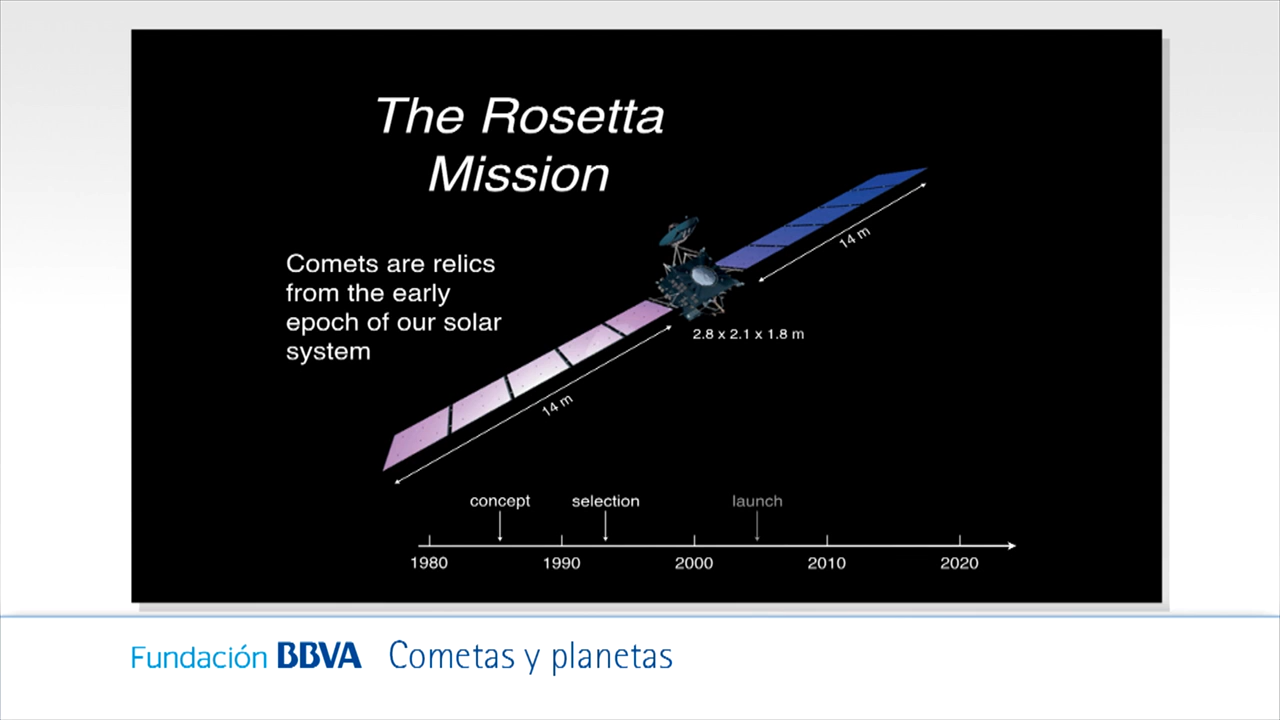 The Rosetta
Mission
Comets are relics
from the early
epoch of our solar
system
14 m
2.8 x 2.1 x 1.8 m
14 m
concept selection launch
1980 1990 2000 2010 2020
Fundación BBVA Cometas y planetas